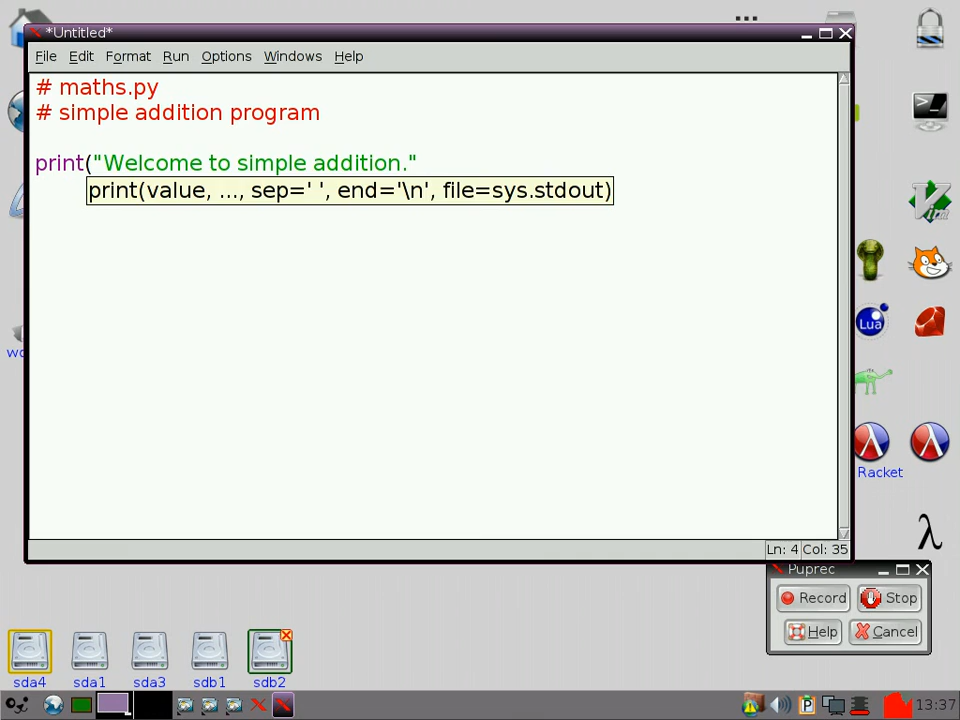 *Untitled*
File Edit Format Run Options Windows Help
# maths.py
# simple addition program
print("Welcome to simple addition."
print(value, ..., sep=' ', end='\n', file=sys.stdout)
Ln: 4 Col: 35
Lua
Racket
λ
Puprec
Record Stop
Help Cancel
sda4 sda1 sda3 sdb1 sdb2
13:37